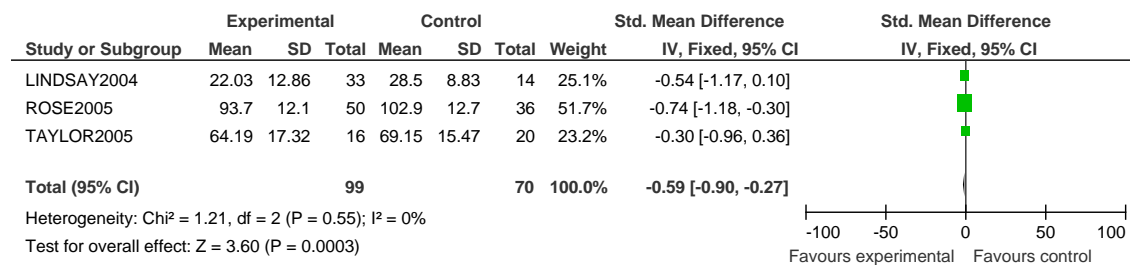 Experimental Control Std. Mean Difference Std. Mean Difference
Study or Subgroup Mean SD Total Mean SD Total Weight IV, Fixed, 95% CI IV, Fixed, 95% CI
LINDSAY2004 22.03 12.86 33 28.5 8.83 14 25.1% -0.54 [-1.17, 0.10]
ROSE2005 93.7 12.1 50 102.9 12.7 36 51.7% -0.74 [-1.18, -0.30]
TAYLOR2005 64.19 17.32 16 69.15 15.47 20 23.2% -0.30 [-0.96, 0.36]
Total (95% CI) 99 70 100.0% -0.59 [-0.90, -0.27]
Heterogeneity: Chi² = 1.21, df = 2 (P = 0.55); I² = 0%
Test for overall effect: Z = 3.60 (P = 0.0003)
-100 -50 0 50 100
Favours experimental Favours control